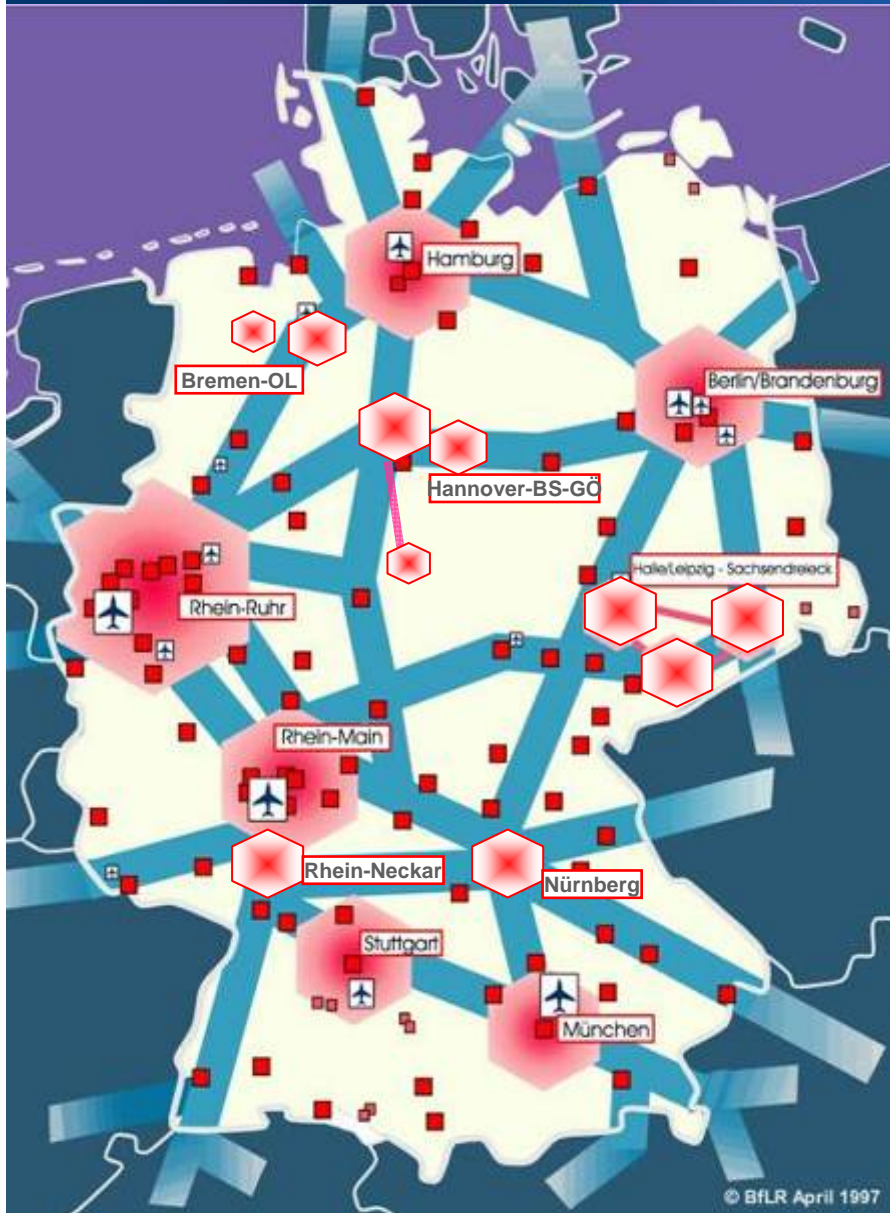 Hamburg
Bremen-OL
Berlin/Brandenburg
Hannover-BS-GÖ
Halle/Leipzig - Sachsendreieck
Rhein-Ruhr
Rhein-Main
Rhein-Neckar
Nürnberg
Stuttgart
München
© BfLR April 1997